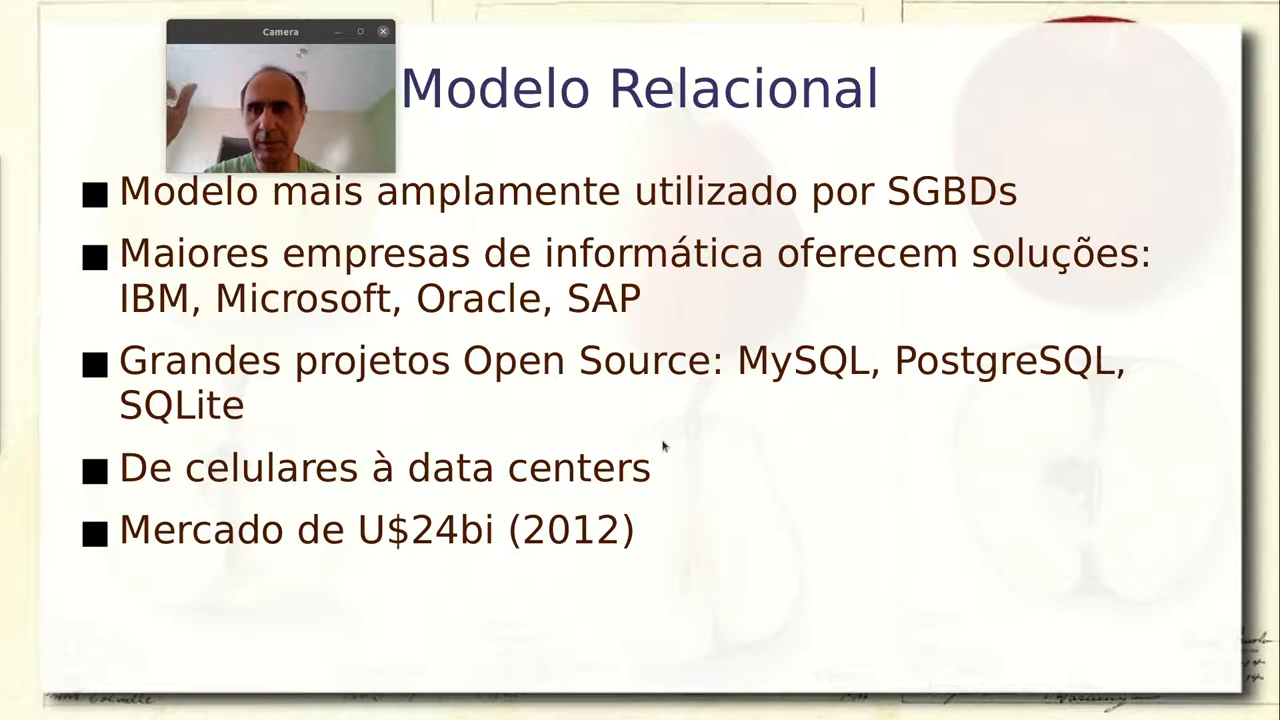 Camera
Modelo Relacional
Modelo mais amplamente utilizado por SGBDs
Maiores empresas de informática oferecem soluções:
IBM, Microsoft, Oracle, SAP
Grandes projetos Open Source: MySQL, PostgreSQL,
SQLite
De celulares à data centers
Mercado de U$24bi (2012)